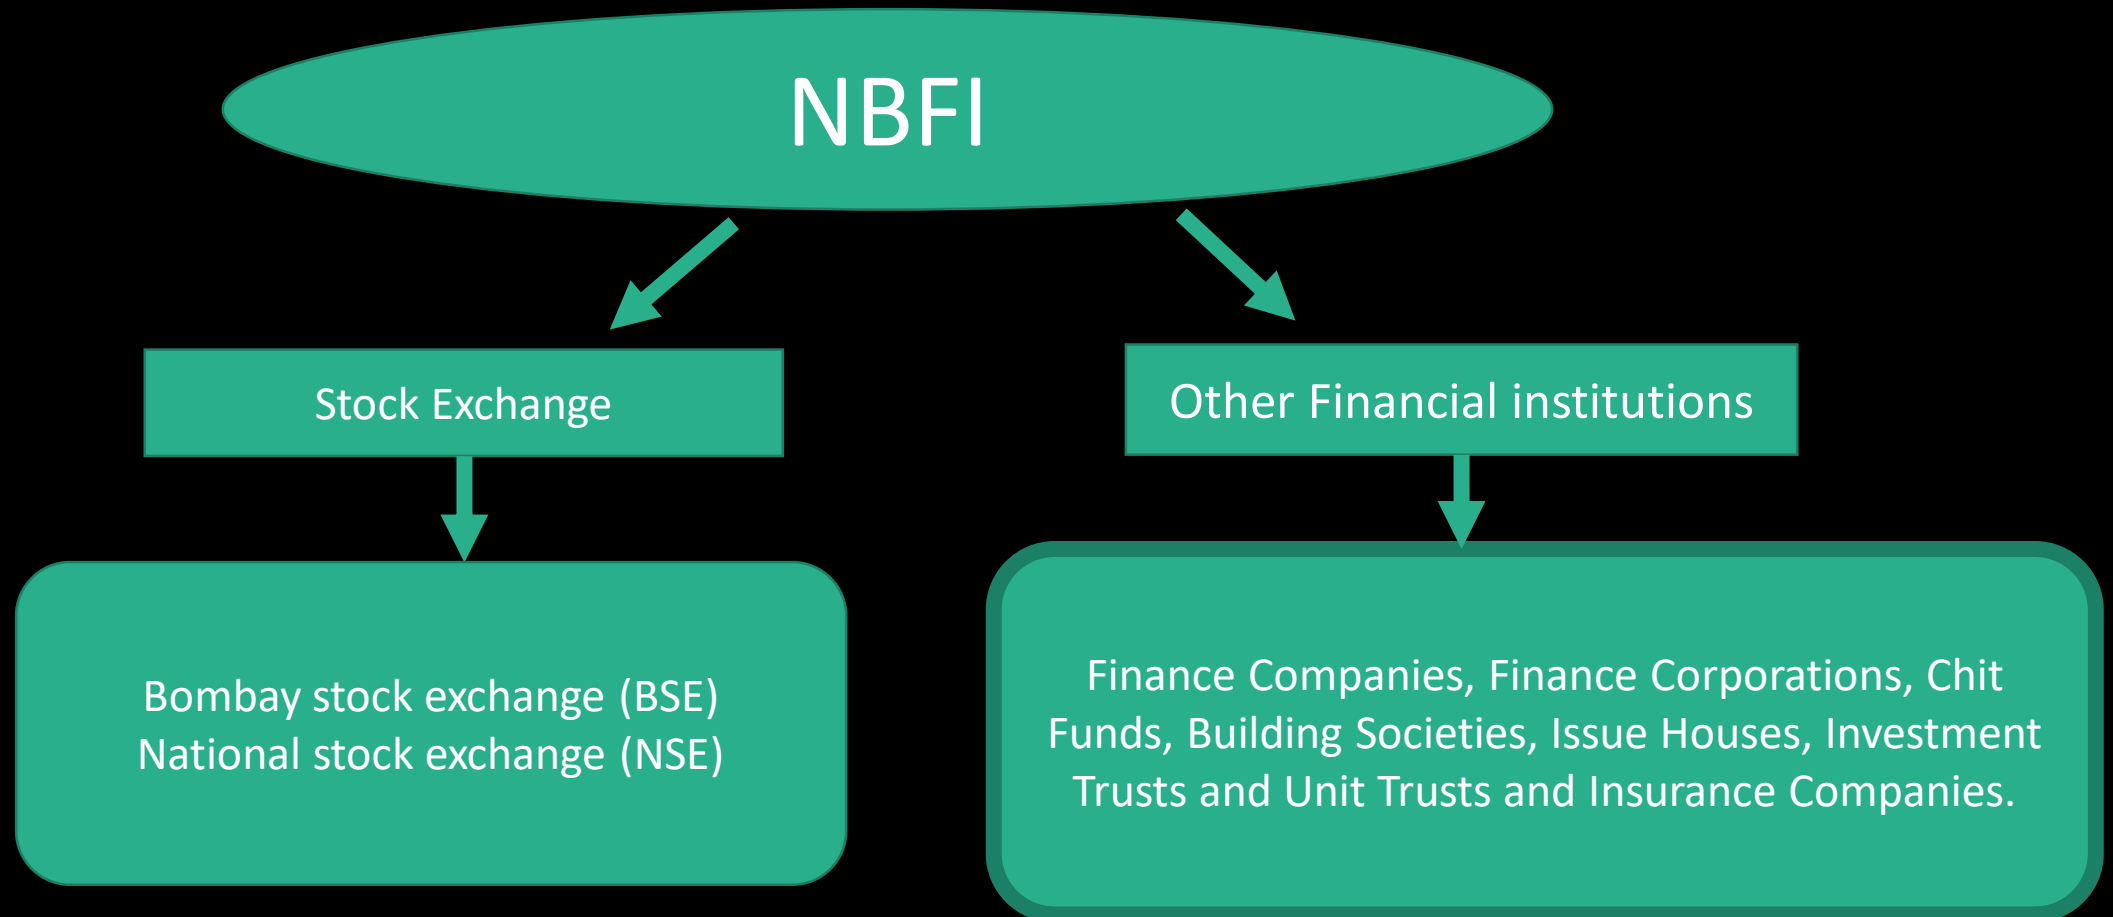 NBFI
Stock Exchange
Other Financial institutions
Bombay stock exchange (BSE)
National stock exchange (NSE)
Finance Companies, Finance Corporations, Chit
Funds, Building Societies, Issue Houses, Investment
Trusts and Unit Trusts and Insurance Companies.